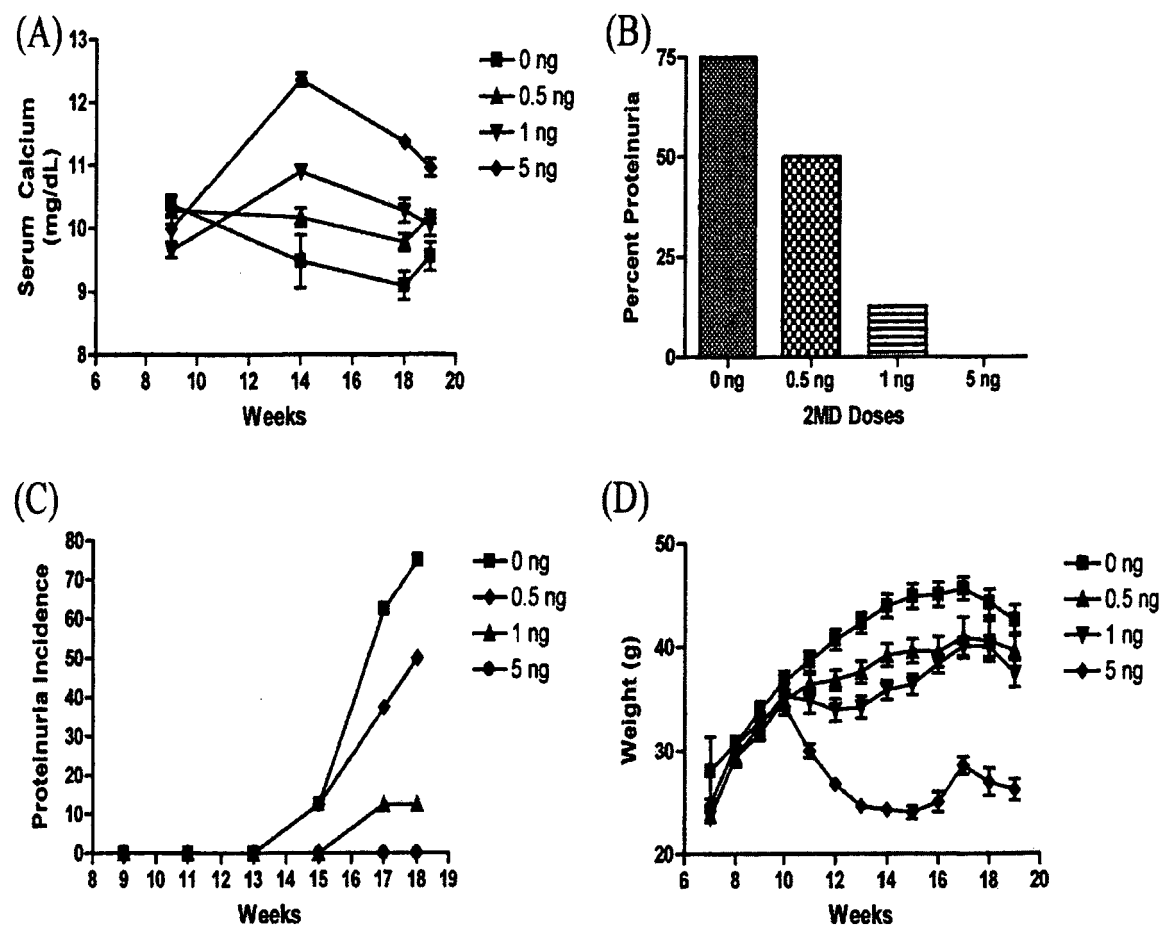 (A)
13
12
11
10
9
8
Serum Calcium
(mg/dL)
6 8 10 12 14 16 18 20
Weeks
0 ng
0.5 ng
1 ng
5 ng
(B)
75
50
25
0
Percent Proteinuria
0 ng 0.5 ng 1 ng 5 ng
2MD Doses
(C)
80
70
60
50
40
30
20
10
0
Proteinuria Incidence
8 9 10 11 12 13 14 15 16 17 18 19
Weeks
0 ng
0.5 ng
1 ng
5 ng
(D)
50
40
30
20
Weight (g)
6 8 10 12 14 16 18 20
Weeks
0 ng
0.5 ng
1 ng
5 ng